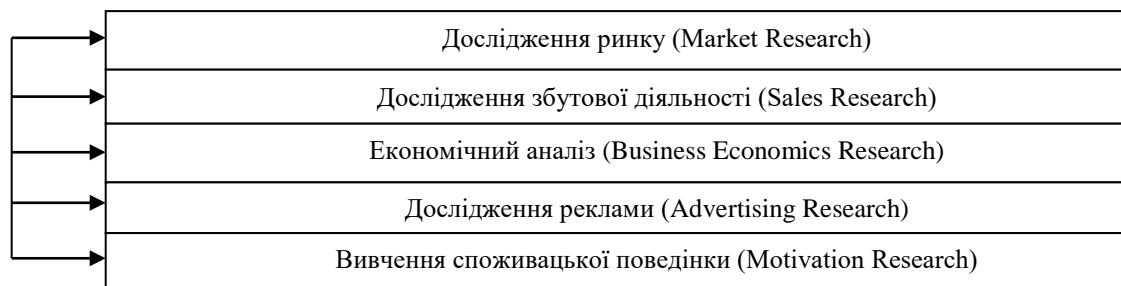 Дослідження ринку (Market Research)
Дослідження збутової діяльності (Sales Research)
Економічний аналіз (Business Economics Research)
Дослідження реклами (Advertising Research)
Вивчення споживацької поведінки (Motivation Research)